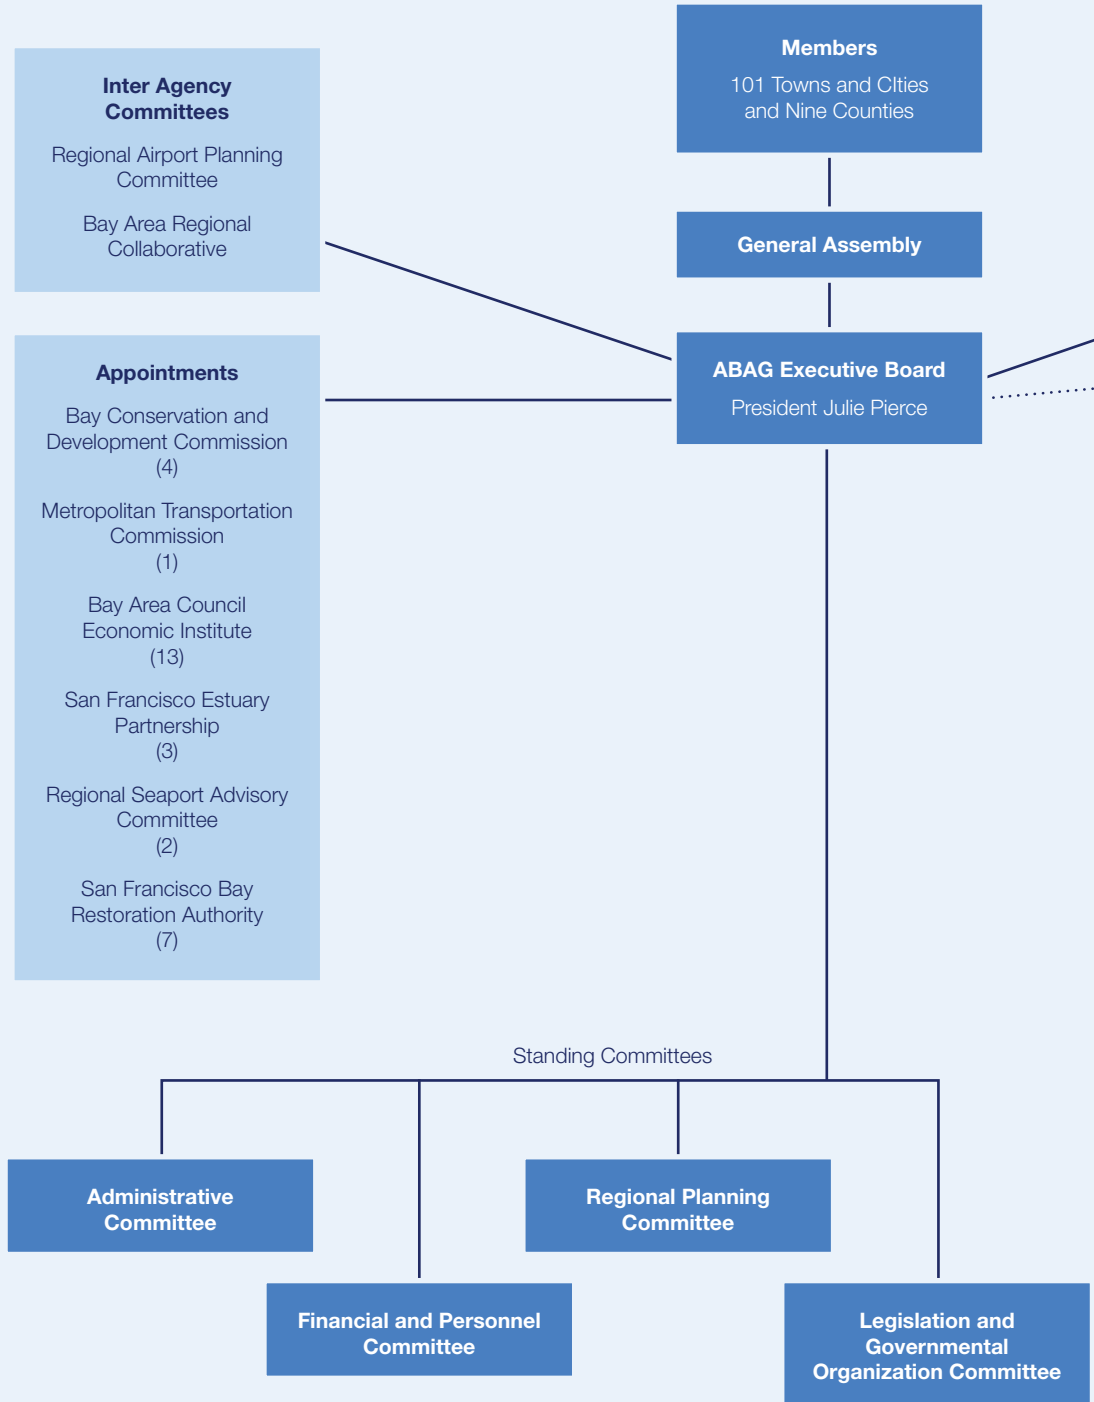 Inter Agency
Committees
Regional Airport Planning
Committee
Bay Area Regional
Collaborative
Members
101 Towns and CIties
and Nine Counties
General Assembly
ABAG Executive Board
President Julie Pierce
Appointments
Bay Conservation and
Development Commission
(4)
Metropolitan Transportation
Commission
(1)
Bay Area Council
Economic Institute
(13)
San Francisco Estuary
Partnership
(3)
Regional Seaport Advisory
Committee
(2)
San Francisco Bay
Restoration Authority
(7)
Standing Committees
Administrative
Committee
Financial and Personnel
Committee
Regional Planning
Committee
Legislation and
Governmental
Organization Committee